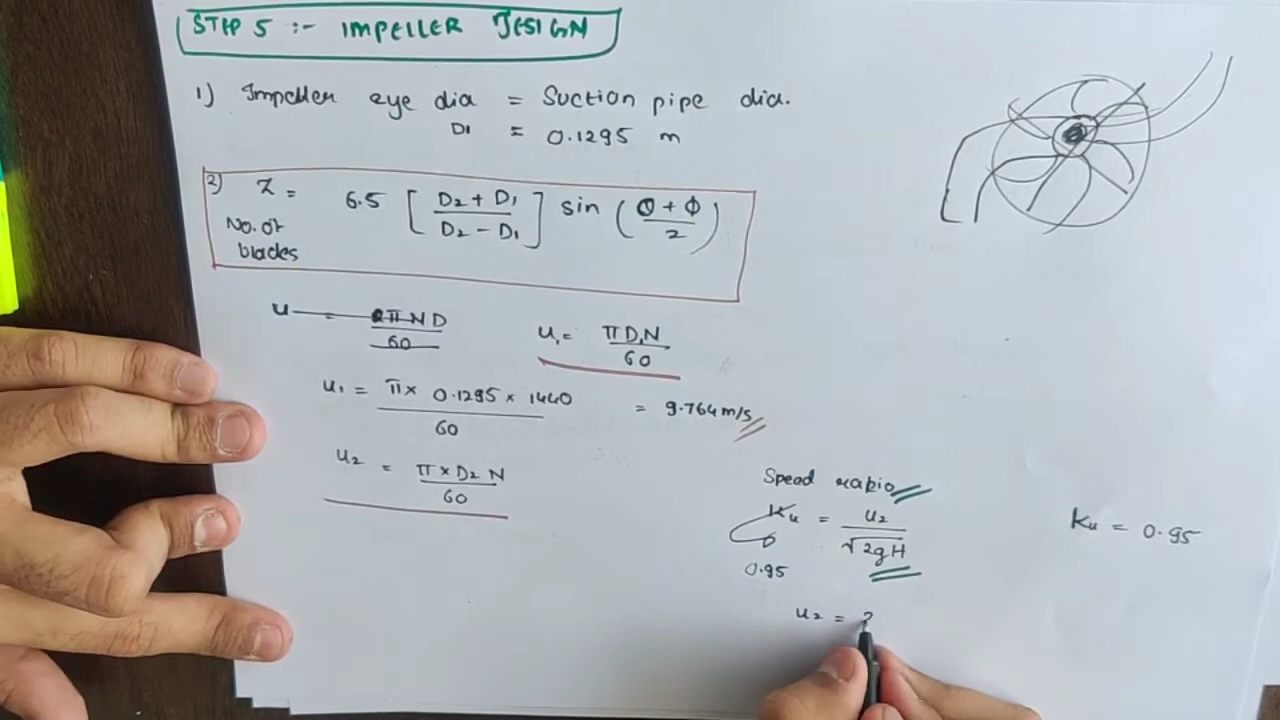 STEP 5 :- IMPELLER DESIGN
1) Impeller eye dia = Suction pipe dia.
D1 = 0.1295 m
2) Z = 6.5 [ D2 + D1 / D2 - D1 ] sin ( θ + φ / 2 )
No. of
blades
u = 2πND / 60
u1 = πD1N / 60
u1 = π × 0.1295 × 1440 / 60 = 9.764 m/s
u2 = π × D2 N / 60
Speed ratio
Ku = u2 / √2gH
0.95
Ku = 0.95
u2 = ?